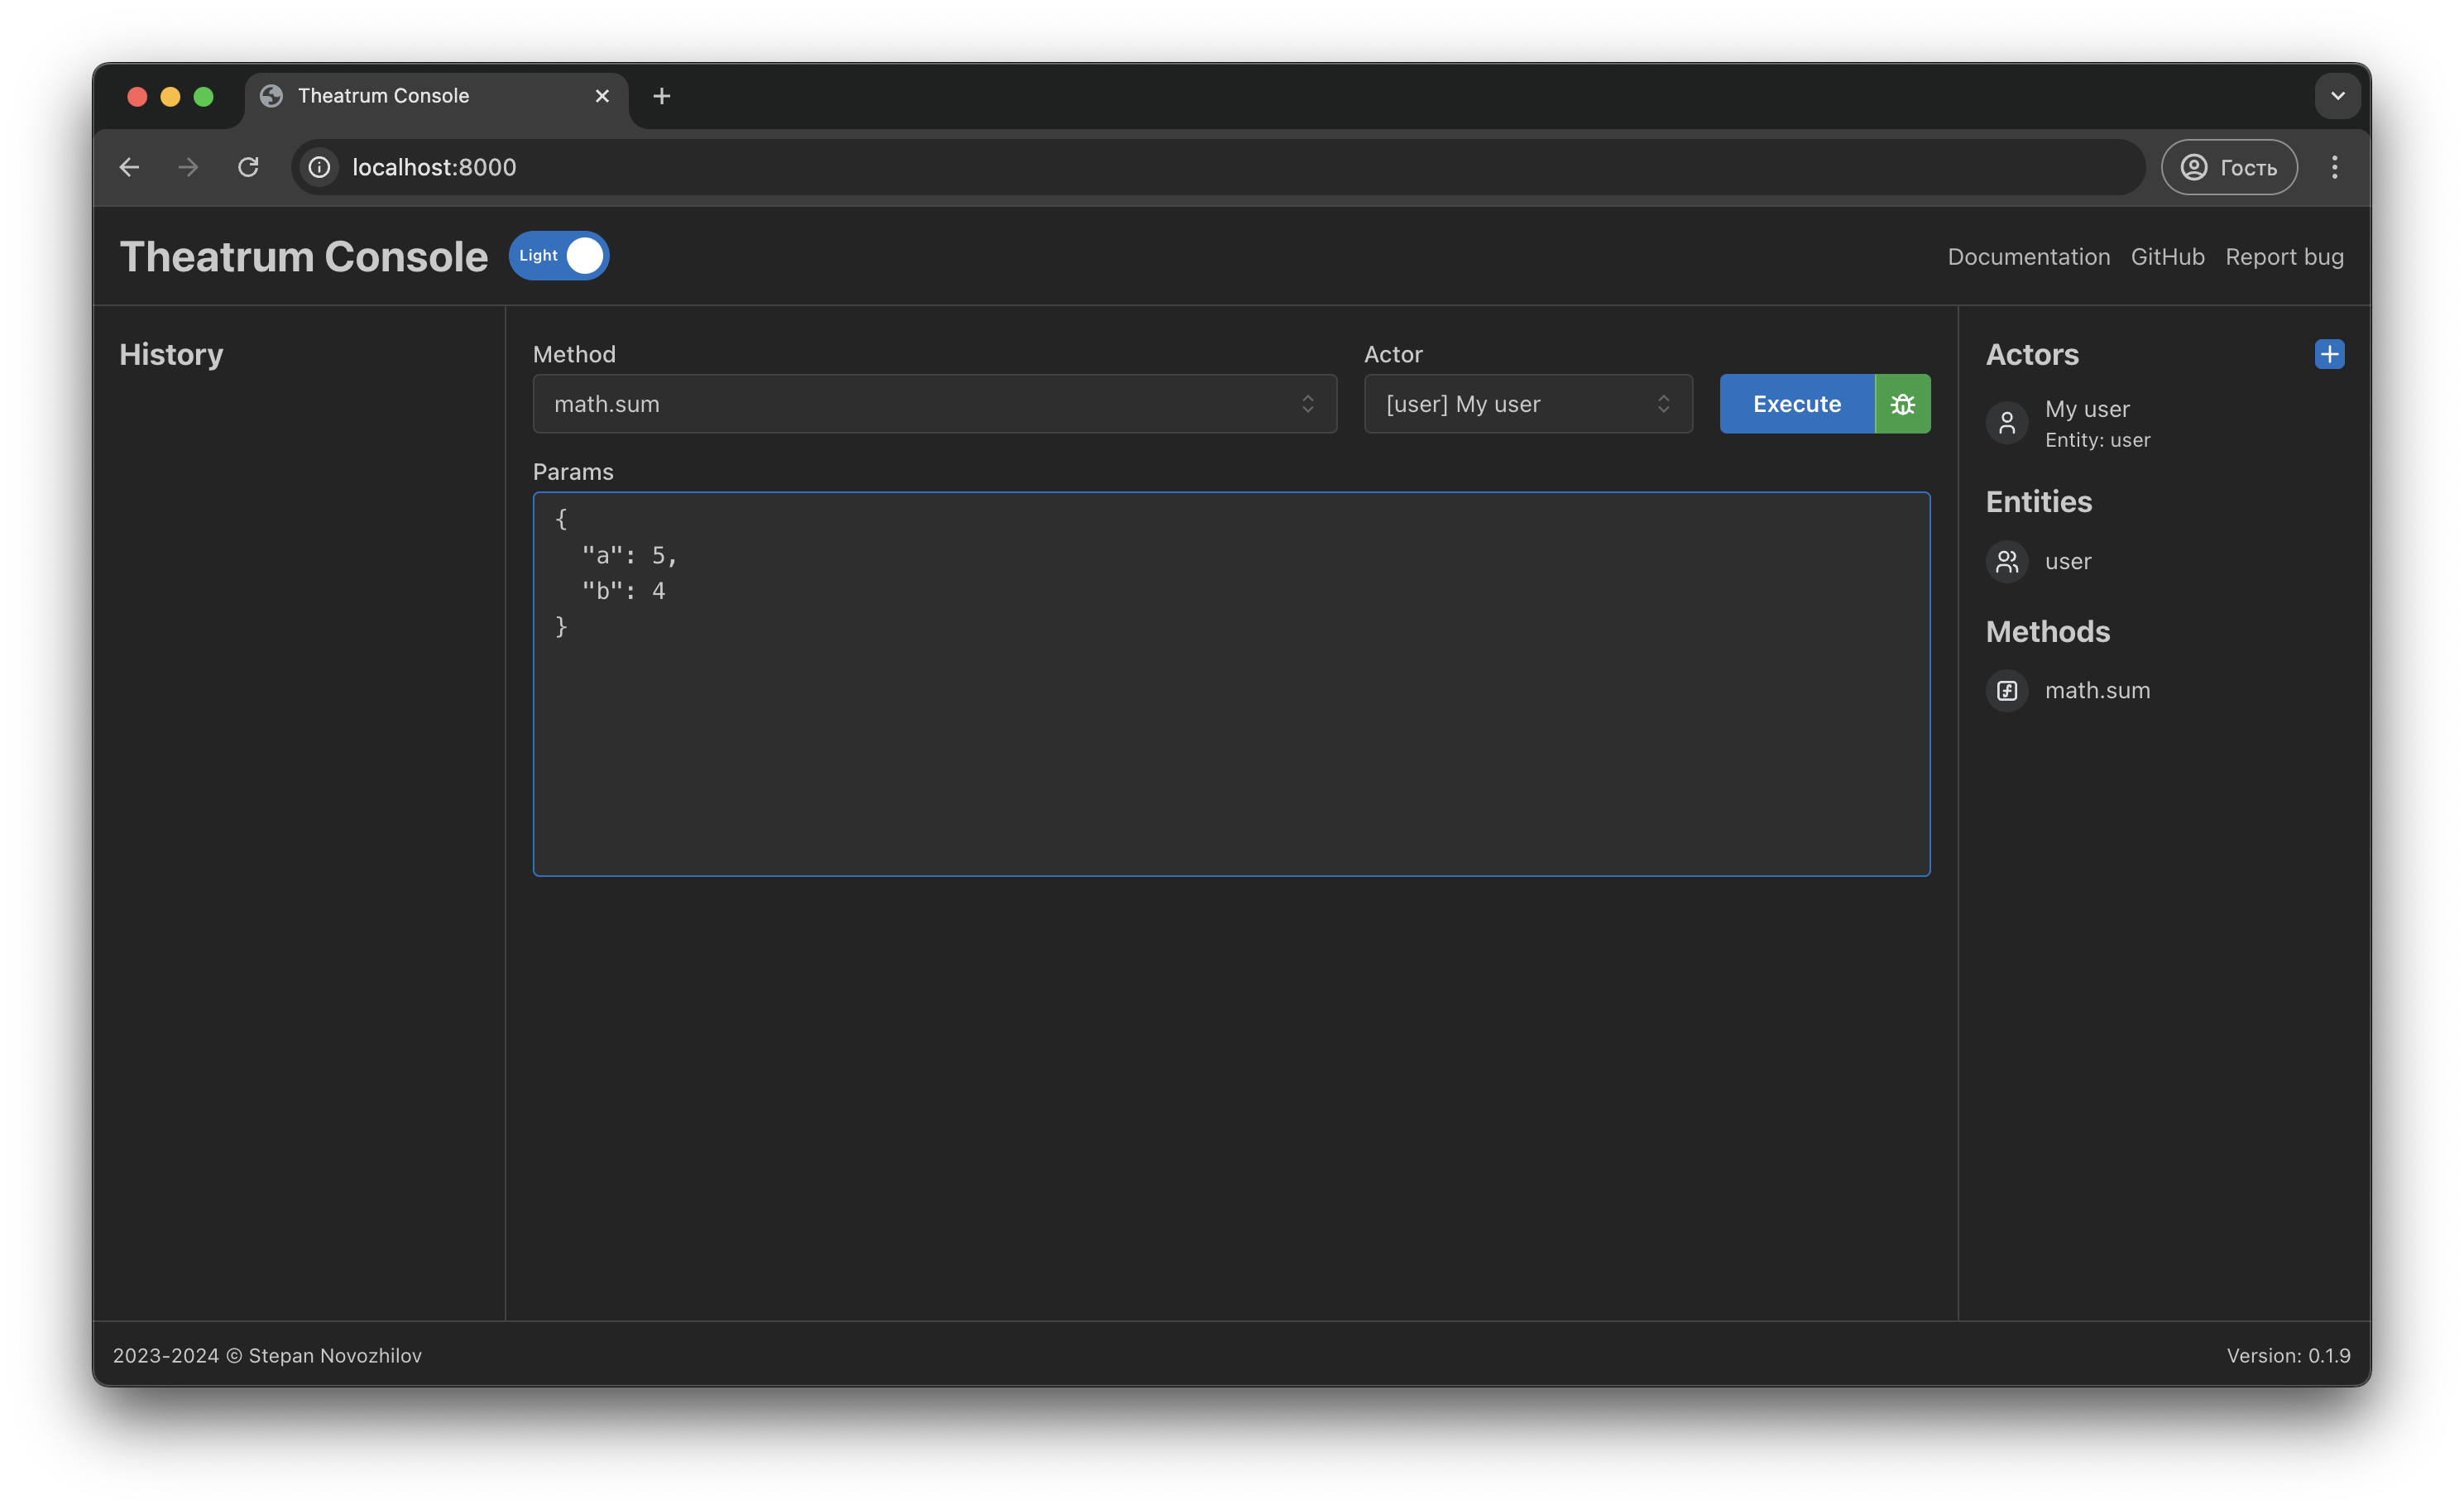 Theatrum Console
localhost:8000
Гость
Theatrum Console
Light
Documentation GitHub Report bug
History
Method
math.sum
Actor
[user] My user
Execute
Params
{
"a": 5,
"b": 4
}
Actors
My user
Entity: user
Entities
user
Methods
math.sum
2023-2024 © Stepan Novozhilov
Version: 0.1.9